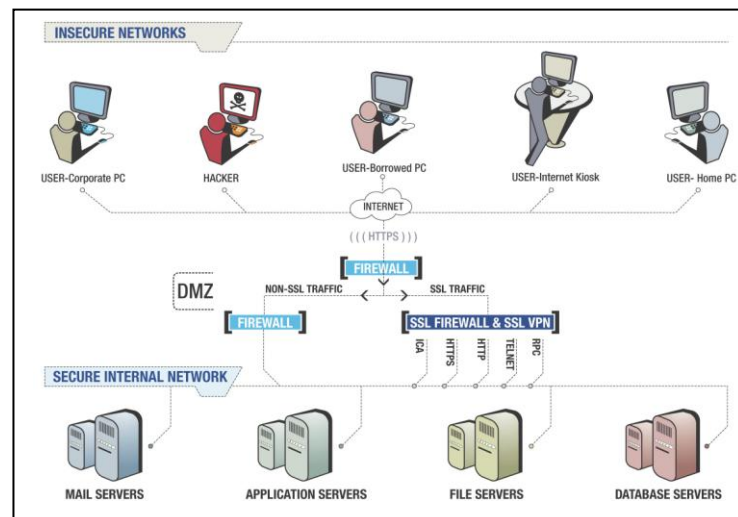 INSECURE NETWORKS
USER-Corporate PC
HACKER
USER-Borrowed PC
USER-Internet Kiosk
USER- Home PC
INTERNET
((( HTTPS )))
FIREWALL
DMZ
NON-SSL TRAFFIC
SSL TRAFFIC
FIREWALL
SSL FIREWALL & SSL VPN
ICA
HTTPS
HTTP
TELNET
RPC
SECURE INTERNAL NETWORK
MAIL SERVERS
APPLICATION SERVERS
FILE SERVERS
DATABASE SERVERS